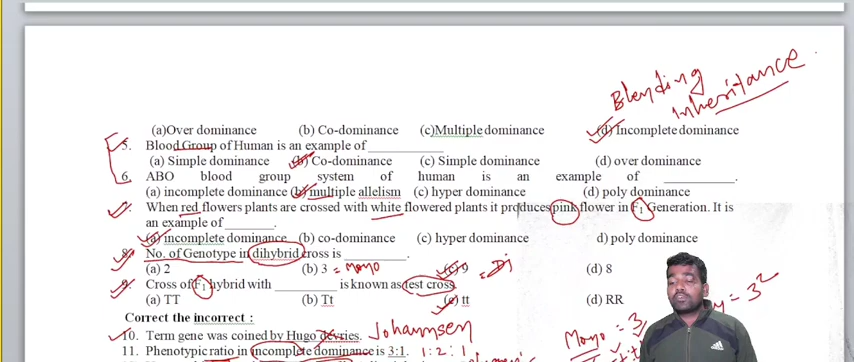 Blending
Inheritance
(a)Over dominance (b) Co-dominance (c)Multiple dominance (d) Incomplete dominance
5. Blood Group of Human is an example of ____________
(a) Simple dominance (b) Co-dominance (c) Simple dominance (d) over dominance
6. ABO blood group system of human is an example of ____________.
(a) incomplete dominance (b) multiple allelism (c) hyper dominance (d) poly dominance
7. When red flowers plants are crossed with white flowered plants it produces pink flower in F1 Generation. It is
an example of ________.
(a) incomplete dominance (b) co-dominance (c) hyper dominance d) poly dominance
8. No. of Genotype in dihybrid cross is __________.
(a) 2 (b) 3 = Mono (c) 9 = Di (d) 8
9. Cross of F1 hybrid with __________ is known as test cross.
(a) TT (b) Tt (c) tt (d) RR
Correct the incorrect :
10. Term gene was coined by Hugo devries. Johannsen
Mono = 3 = 3²
11. Phenotypic ratio in incomplete dominance is 3:1. 1:2:1